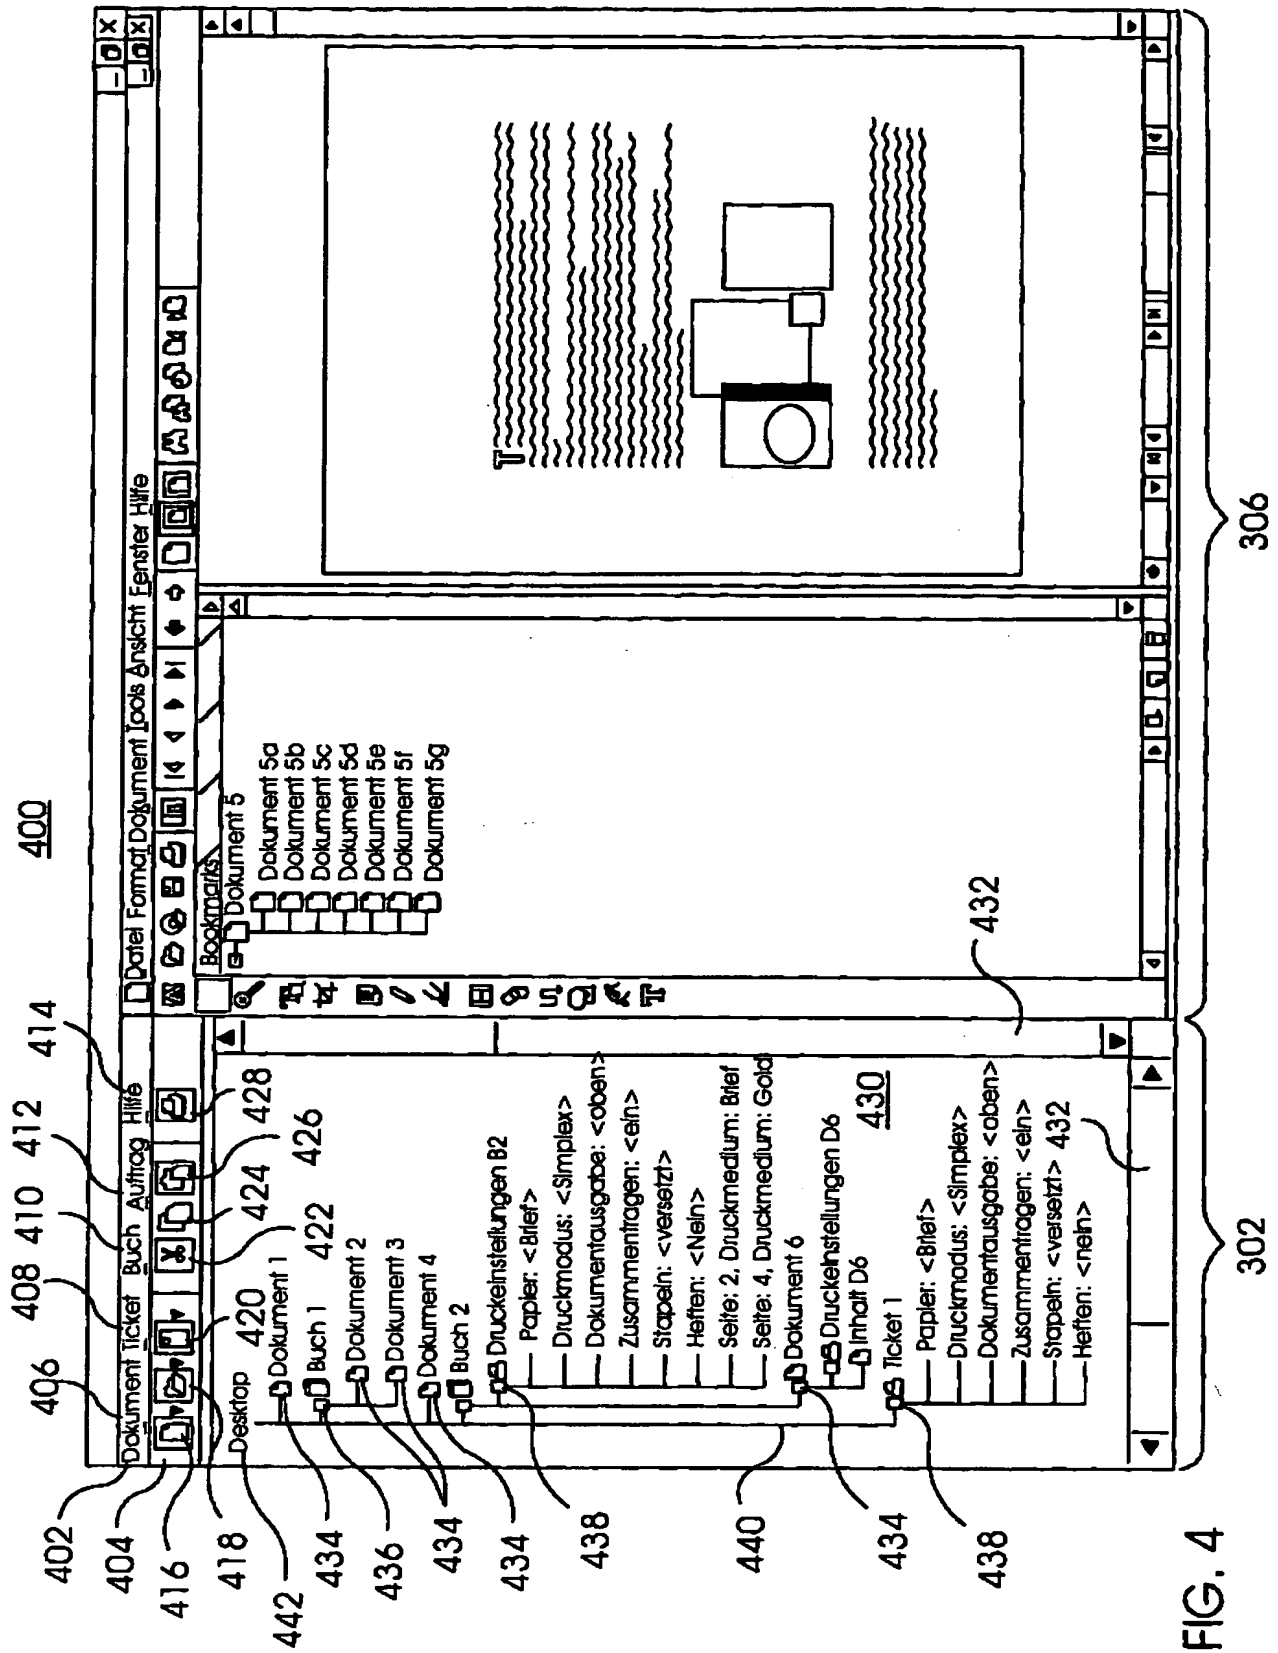 400
402
404
406
408
410
412
414
Dokument Ticket Buch Auftrag Hilfe
Datei Format Dokument Tools Ansicht Fenster Hilfe
416
418
420
422
424
426
428
442
Desktop
Dokument 1
Buch 1
Dokument 2
Dokument 3
Dokument 4
Buch 2
Druckeinstellungen B2
Papier: <Brief>
Druckmodus: <Simplex>
Dokumentausgabe: <oben>
Zusammentragen: <ein>
Stapeln: <versetzt>
Heften: <Nein>
Seite: 2, Druckmedium: Brief
Seite: 4, Druckmedium: Gold
Dokument 6
Druckeinstellungen D6
Inhalt D6
Ticket 1
Papier: <Brief>
Druckmodus: <Simplex>
Dokumentausgabe: <oben>
Zusammentragen: <ein>
Stapeln: <versetzt>
Heften: <nein>
434
436
434
434
438
440
434
438
430
432
432
Bookmarks
Dokument 5
Dokument 5a
Dokument 5b
Dokument 5c
Dokument 5d
Dokument 5e
Dokument 5f
Dokument 5g
T
T
302
306
FIG. 4